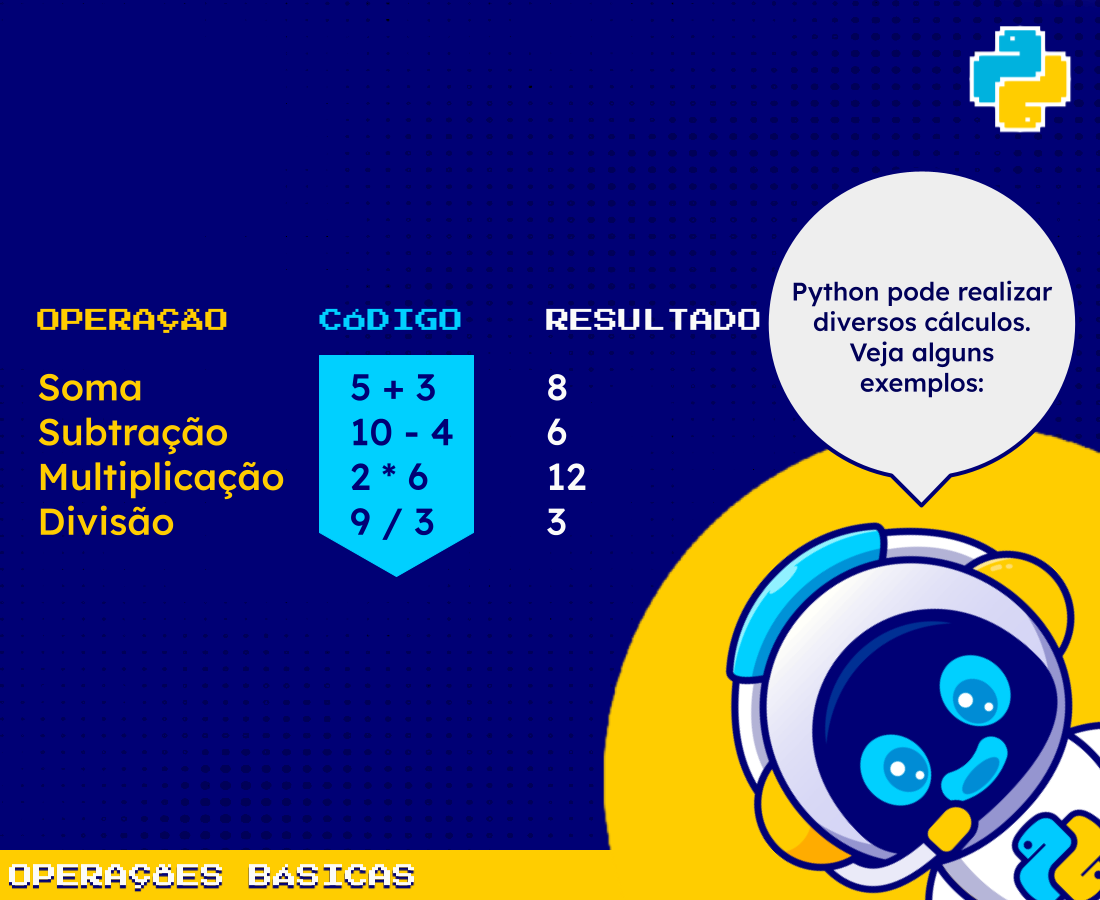 Python pode realizar
diversos cálculos.
Veja alguns
exemplos:
OPERAÇÃO CóDIGO RESULTADO
Soma 5 + 3 8
Subtração 10 - 4 6
Multiplicação 2 * 6 12
Divisão 9 / 3 3
OPERAÇÕES BáSICAS